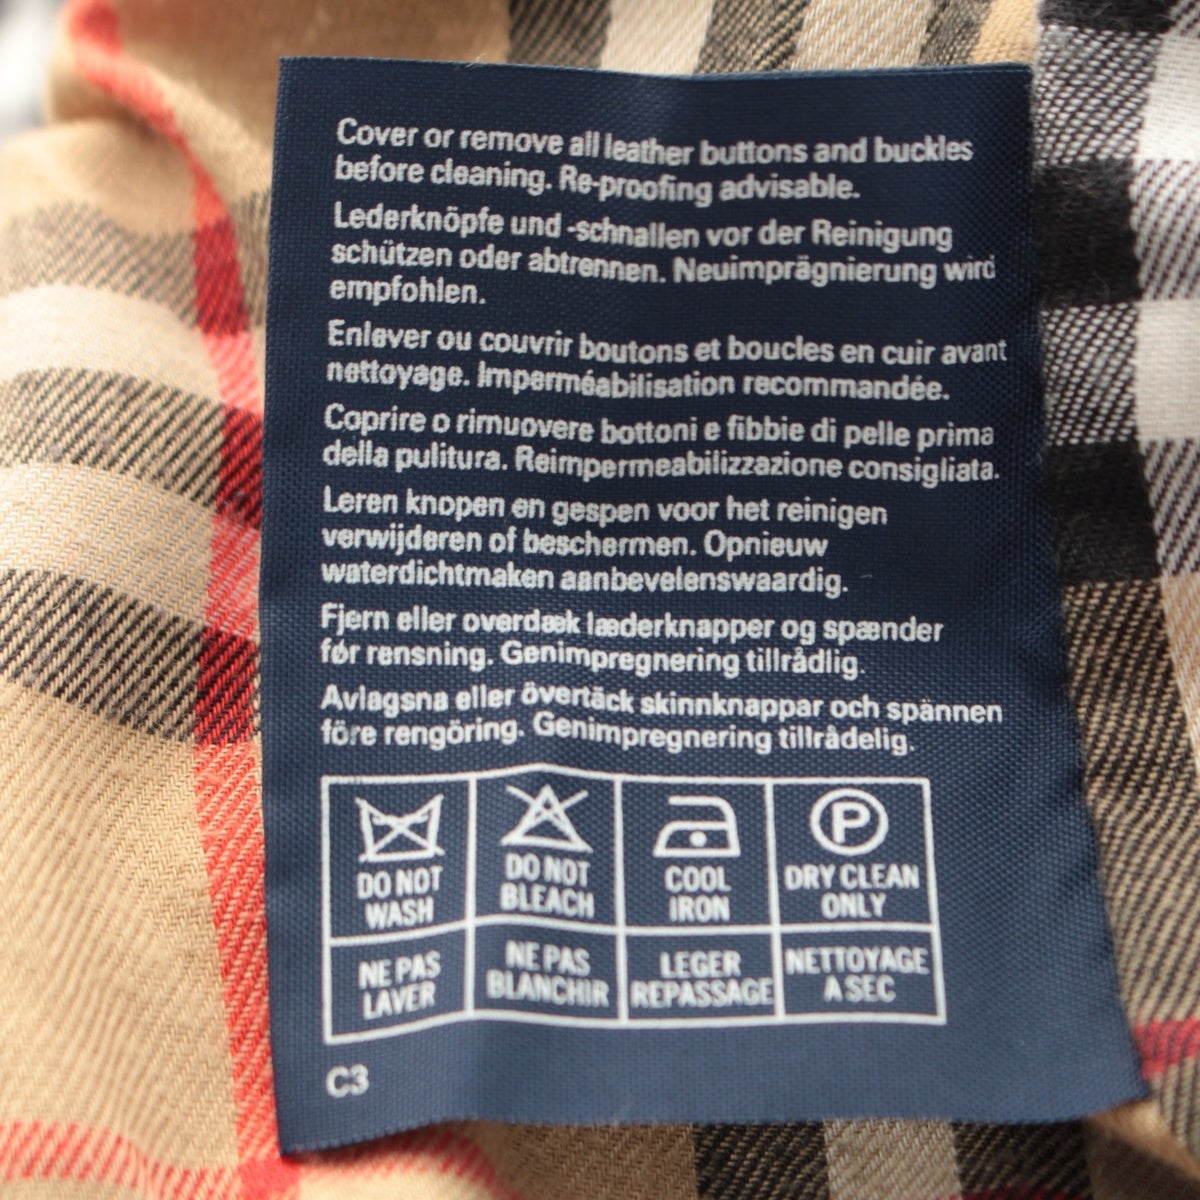 Cover or remove all leather buttons and buckles
before cleaning. Re-proofing advisable.
Lederknöpfe und -schnallen vor der Reinigung
schützen oder abtrennen. Neuimprägnierung wird
empfohlen.
Enlever ou couvrir boutons et boucles en cuir avant
nettoyage. Imperméabilisation recommandée.
Coprire o rimuovere bottoni e fibbie di pelle prima
della pulitura. Reimpermeabilizzazione consigliata.
Leren knopen en gespen voor het reinigen
verwijderen of beschermen. Opnieuw
waterdichtmaken aanbevelenswaardig.
Fjern eller overdæk læderknapper og spænder
før rensning. Genimpregnering tillrådlig.
Avlagsna eller övertäck skinnknappar och spännen
före rengöring. Genimpregnering tillrådelig.
DO NOT
WASH
DO NOT
BLEACH
COOL
IRON
P
DRY CLEAN
ONLY
NE PAS
LAVER
NE PAS
BLANCHIR
LEGER
REPASSAGE
NETTOYAGE
A SEC
C3